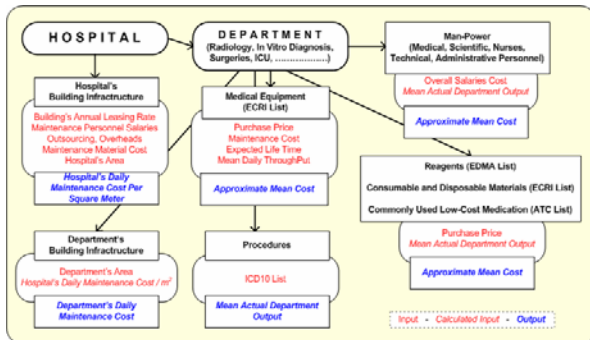 HOSPITAL
DEPARTMENT
(Radiology, In Vitro Diagnosis,
Surgeries, ICU, .....................)
Man-Power
(Medical, Scientific, Nurses,
Technical, Administrative Personnel)
Overall Salaries Cost
Mean Actual Department Output
Approximate Mean Cost
Hospital's
Building Infrastructure
Building's Annual Leasing Rate
Maintenance Personnel Salaries
Outsourcing, Overheads
Maintenance Material Cost
Hospital's Area
Hospital's Daily
Maintenance Cost Per
Square Meter
Medical Equipment
(ECRI List)
Purchase Price
Maintenance Cost
Expected Life Time
Mean Daily ThroughPut
Approximate Mean Cost
Reagents (EDMA List)
Consumable and Disposable Materials (ECRI List)
Commonly Used Low-Cost Medication (ATC List)
Purchase Price
Mean Actual Department Output
Approximate Mean Cost
Department's
Building Infrastructure
Department's Area
Hospital's Daily Maintenance Cost / m²
Department's Daily
Maintenance Cost
Procedures
ICD10 List
Mean Actual Department
Output
Input - Calculated Input - Output